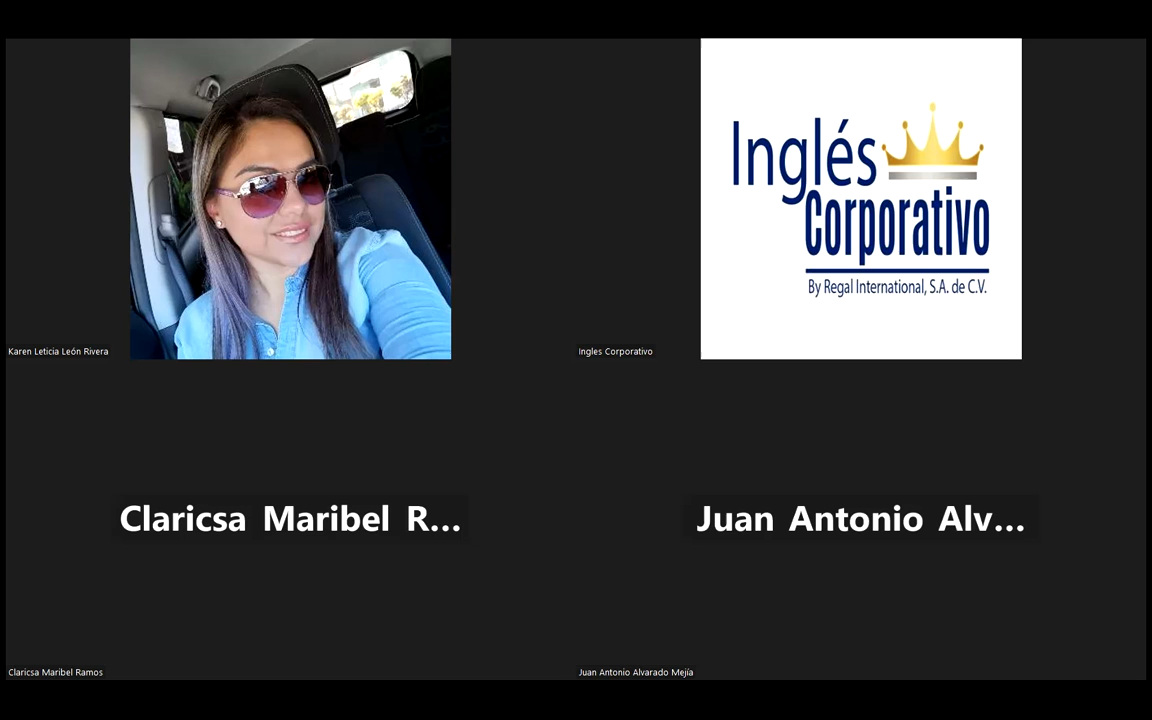 Inglés
Corporativo
By Regal International, S.A. de C.V.
Karen Leticia León Rivera
Ingles Corporativo
Claricsa Maribel R...
Juan Antonio Alv...
Claricsa Maribel Ramos
Juan Antonio Alvarado Mejía